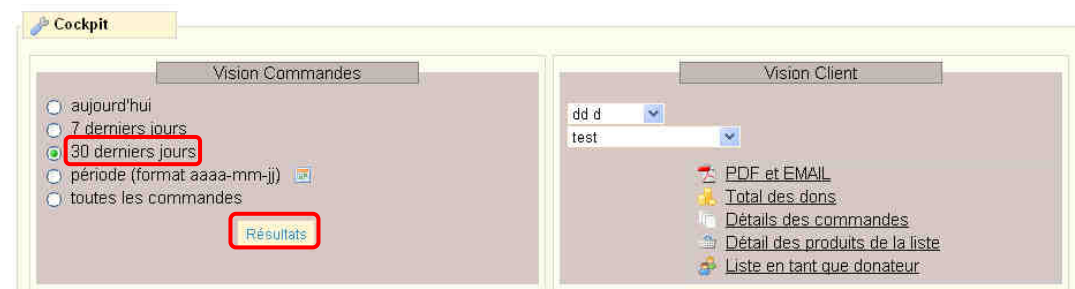 Cockpit
Vision Commandes
aujourd'hui
7 derniers jours
30 derniers jours
période (format aaaa-mm-jj)
toutes les commandes
Résultats
Vision Client
dd d
test
PDF et EMAIL
Total des dons
Détails des commandes
Détail des produits de la liste
Liste en tant que donateur